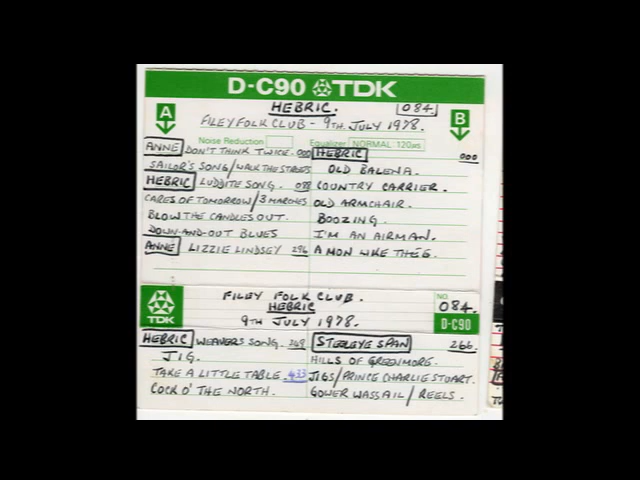 D-C90 TDK
HEBRIC. 084.
A FILEY FOLK CLUB - 9TH. JULY 1978. B
Noise Reduction Equalizer NORMAL: 120µs
ANNE DON'T THINK TWICE. 000 HEBRIC 000
SAILOR'S SONG/WALK THE STREETS OLD BALENA.
HEBRIC LUDDITE SONG. 078 COUNTRY CARRIER.
CARES OF TOMORROW/3 MARCHES OLD ARMCHAIR.
BLOW THE CANDLES OUT. BOOZING.
DOWN-AND-OUT BLUES I'M AN AIRMAN.
ANNE LIZZIE LINDSEY 296 A MON LIKE THEE.
FILEY FOLK CLUB. NO.
HEBRIC 084.
TDK 9TH JULY 1978. D-C90
HEBRIC WEAVERS SONG. 269 STEELEYE SPAN 266
JIG. HILLS OF GREENMORE.
TAKE A LITTLE TABLE. 433 JIGS/PRINCE CHARLIE STUART.
COCK O' THE NORTH. GOWER WASSAIL/REELS.